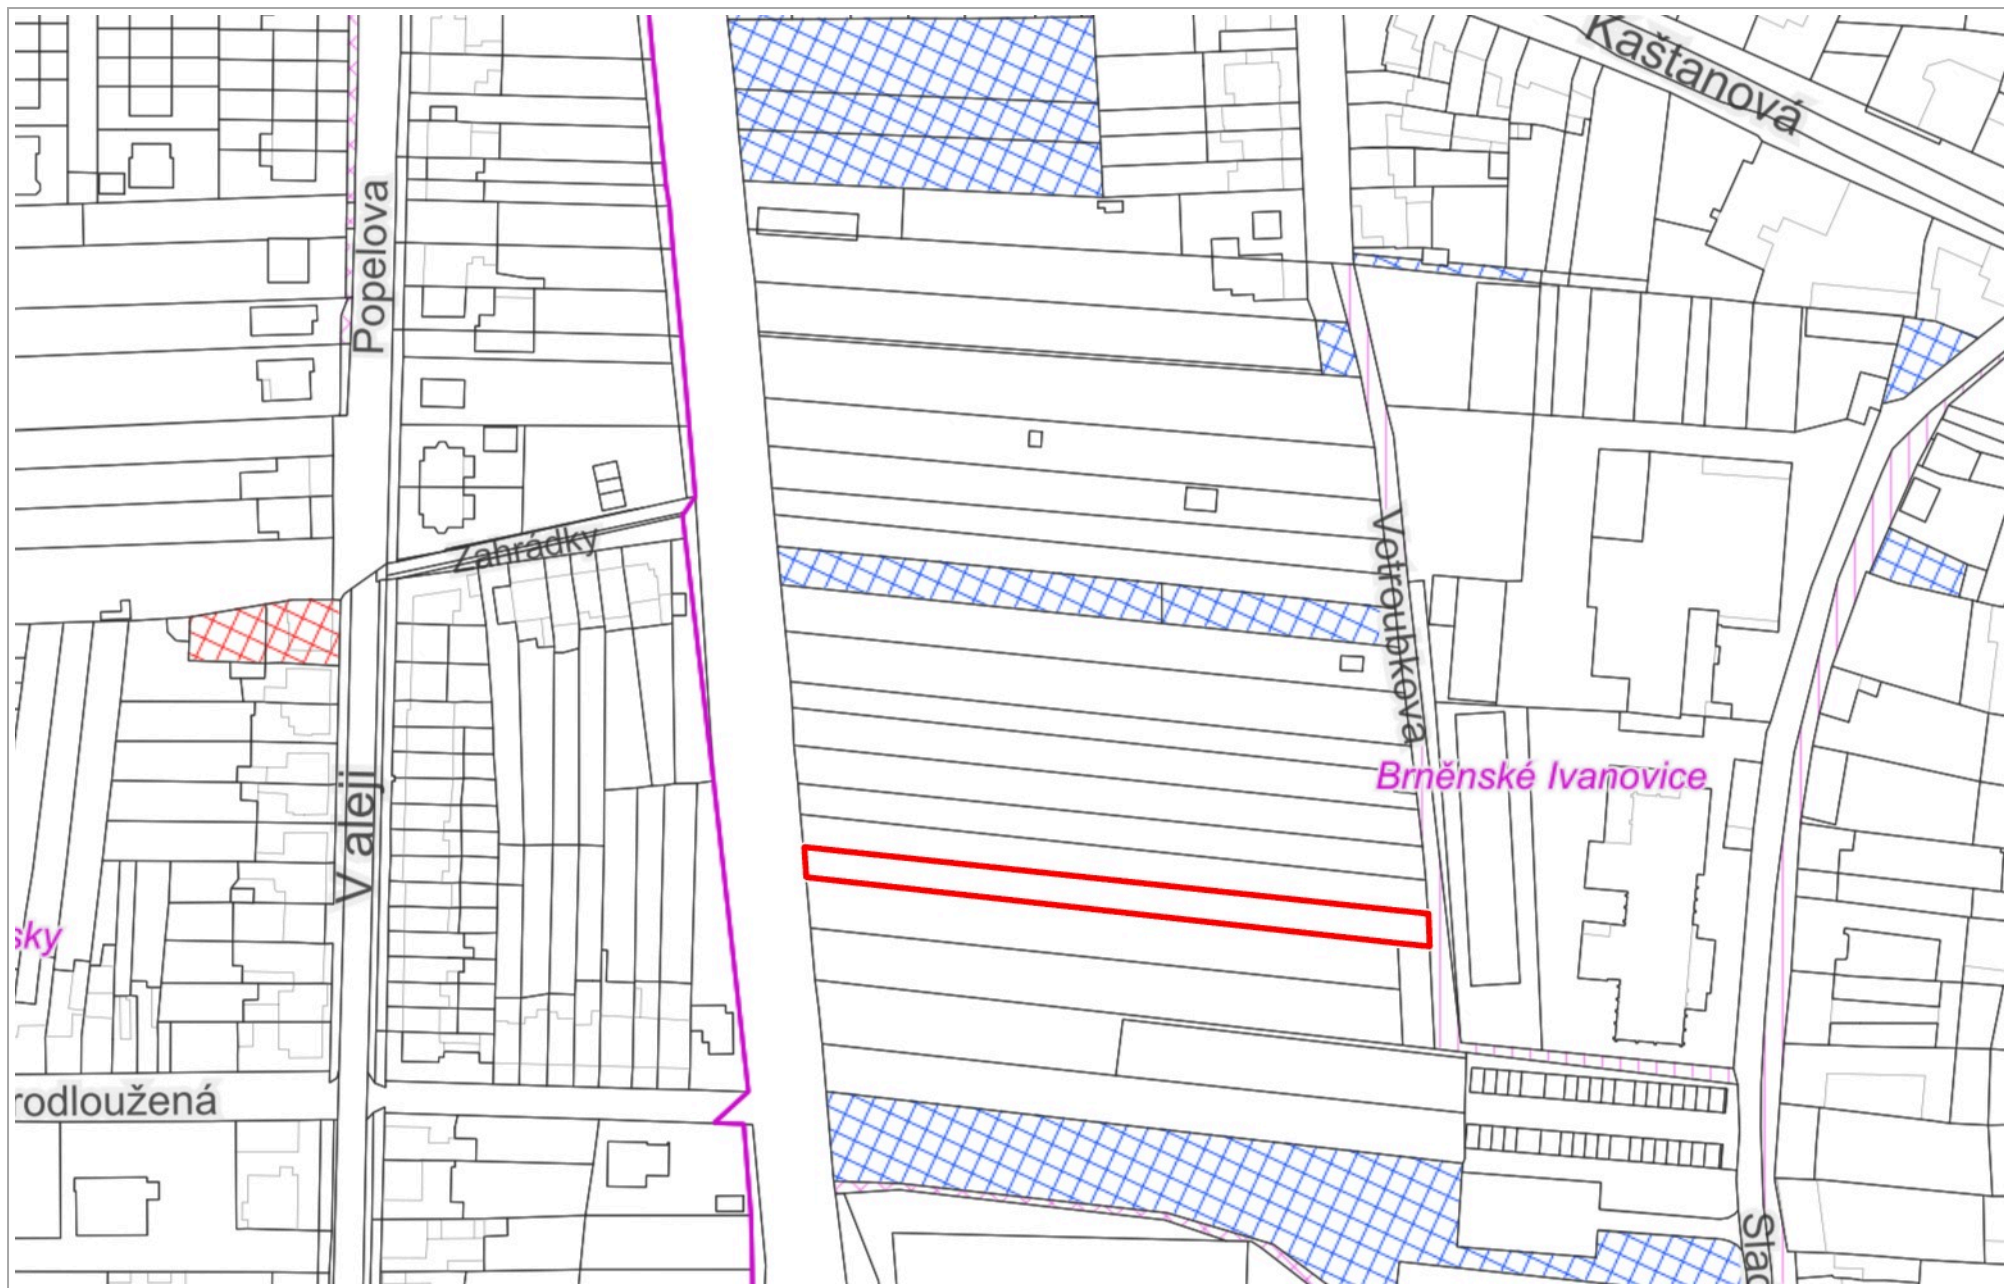 Kaštanová
Popelova
Zahrádky
Votroubkova
Brněnské Ivanovice
V aleji
sky
rodloužená
Slad